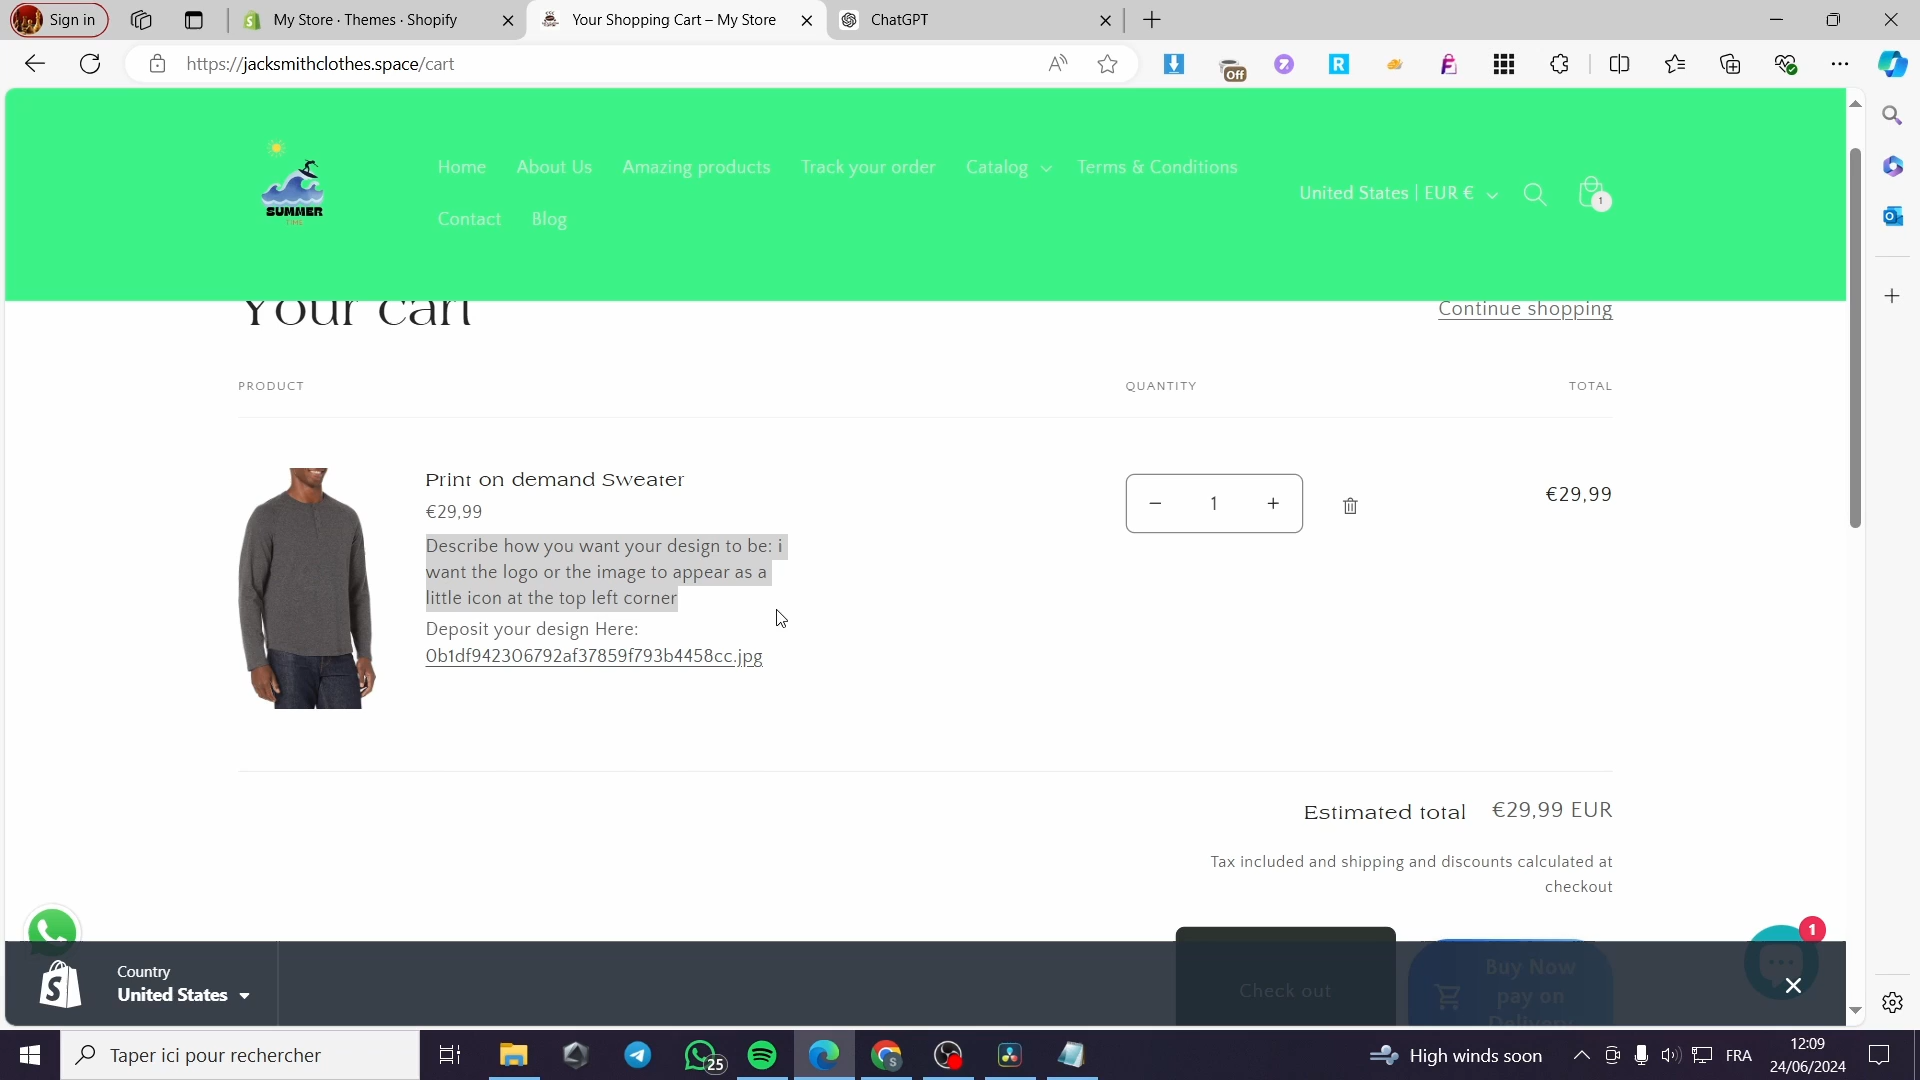 Sign in
My Store · Themes · Shopify
Your Shopping Cart – My Store
ChatGPT
https://jacksmithclothes.space/cart
Off
SUMMER
TIME
Home
About Us
Amazing products
Track your order
Catalog
Terms & Conditions
Contact
Blog
United States | EUR €
1
Your cart
Continue shopping
PRODUCT
QUANTITY
TOTAL
Print on demand Sweater
€29,99
Describe how you want your design to be: i
want the logo or the image to appear as a
little icon at the top left corner
Deposit your design Here:
0b1df942306792af37859f793b4458cc.jpg
1
€29,99
Estimated total €29,99 EUR
Tax included and shipping and discounts calculated at
checkout
Check out
Buy Now
pay on
Delivery
1
Country
United States
Taper ici pour rechercher
25
High winds soon
FRA
12:09
24/06/2024